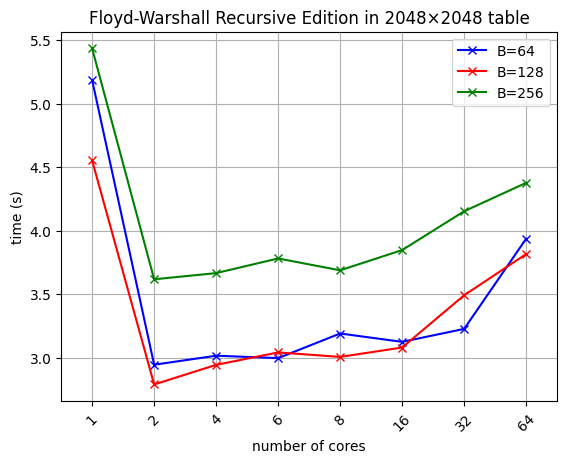 Floyd-Warshall Recursive Edition in 2048×2048 table
5.5
5.0
4.5
4.0
3.5
3.0
time (s)
B=64
B=128
B=256
1
2
4
6
8
16
32
64
number of cores